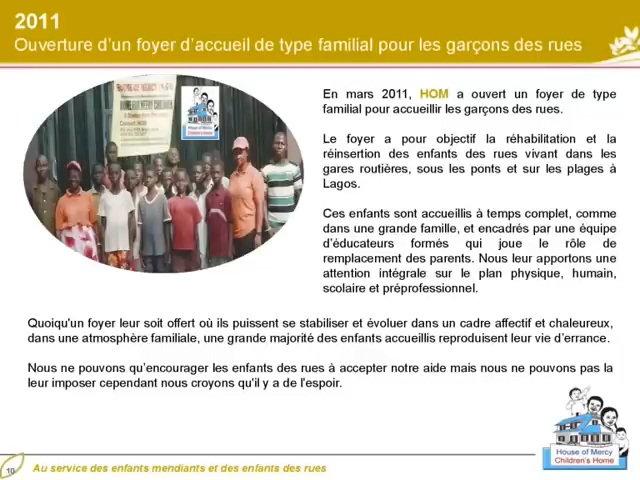 2011
Ouverture d'un foyer d'accueil de type familial pour les garçons des rues
House of Mercy
En mars 2011, HOM a ouvert un foyer de type
familial pour accueillir les garçons des rues.
Le foyer a pour objectif la réhabilitation et la
réinsertion des enfants des rues vivant dans les
gares routières, sous les ponts et sur les plages à
Lagos.
Ces enfants sont accueillis à temps complet, comme
dans une grande famille, et encadrés par une équipe
d'éducateurs formés qui joue le rôle de
remplacement des parents. Nous leur apportons une
attention intégrale sur le plan physique, humain,
scolaire et préprofessionnel.
Quoiqu'un foyer leur soit offert où ils puissent se stabiliser et évoluer dans un cadre affectif et chaleureux,
dans une atmosphère familiale, une grande majorité des enfants accueillis reproduisent leur vie d'errance.
Nous ne pouvons qu'encourager les enfants des rues à accepter notre aide mais nous ne pouvons pas la
leur imposer cependant nous croyons qu'il y a de l'espoir.
House of Mercy
Children's Home
10
Au service des enfants mendiants et des enfants des rues